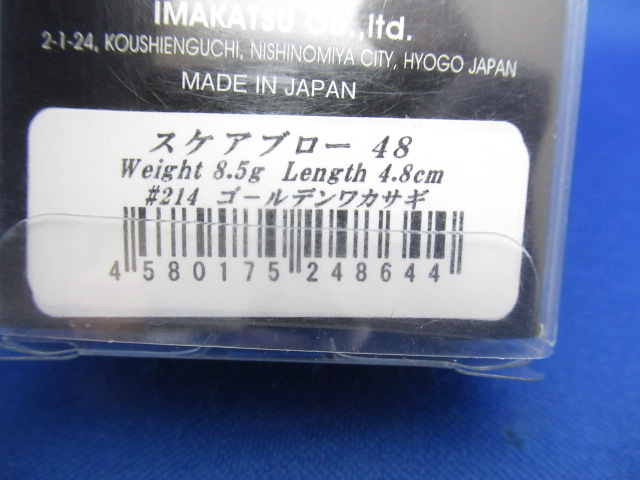 IMAKATSU Co.,ltd.
2-1-24, KOUSHIENGUCHI, NISHINOMIYA CITY, HYOGO JAPAN
MADE IN JAPAN
スケアブロー 48
Weight 8.5g Length 4.8cm
#214 ゴールデンワカサギ
4 580175 248644